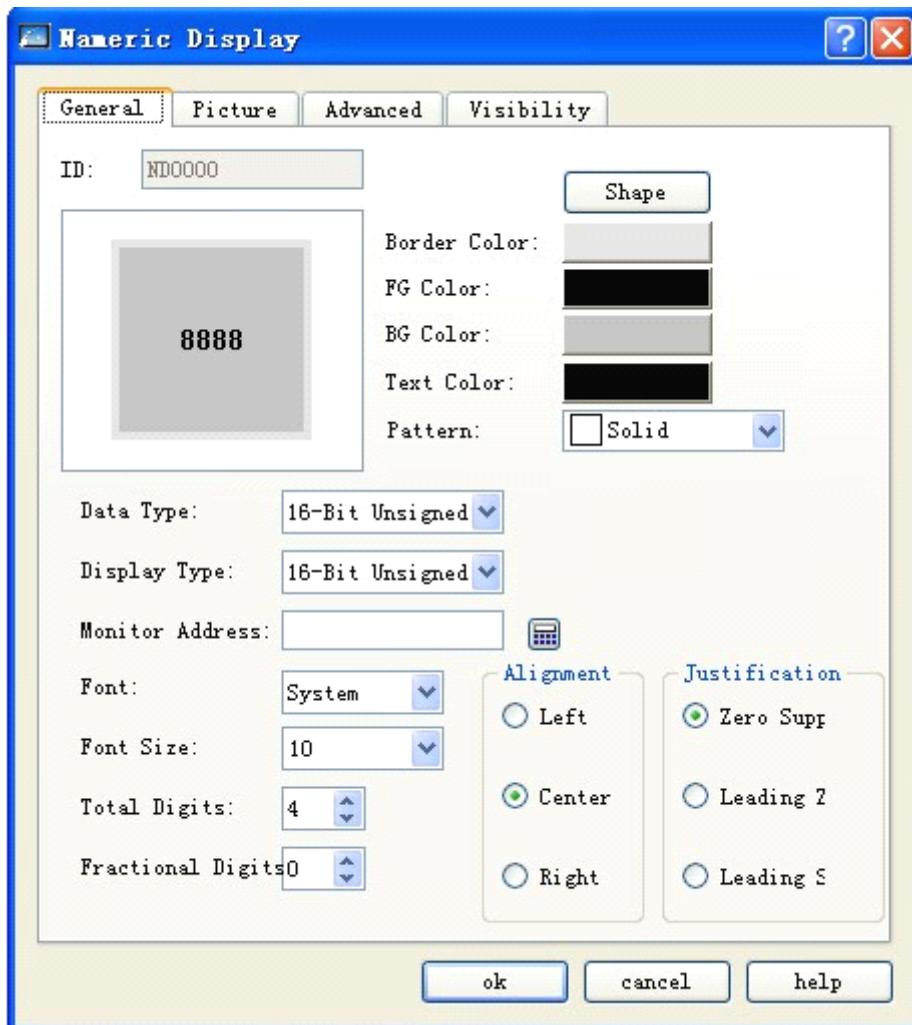 Nameric Display
General Picture Advanced Visibility
ID: ND0000
Shape
Border Color:
FG Color:
8888
BG Color:
Text Color:
Pattern: Solid
Data Type: 16-Bit Unsigned
Display Type: 16-Bit Unsigned
Monitor Address:
Alignment Justification
Font: System
Left Zero Supp
Font Size: 10
Center Leading Z
Total Digits: 4
Fractional Digits 0
Right Leading S
ok cancel help